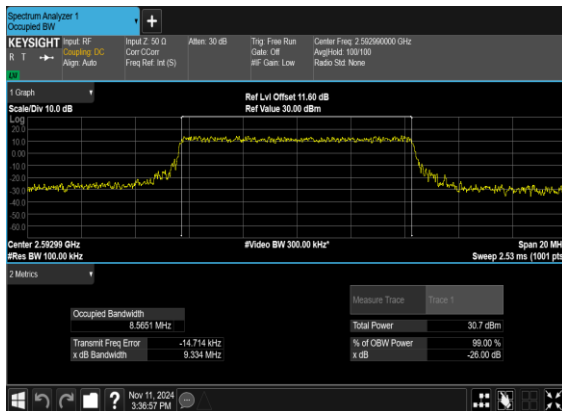 Spectrum Analyzer 1
Occupied BW
KEYSIGHT
R T
Input: RF
Coupling: DC
Align: Auto
Input Z: 50 Ω
Corr CCorr
Freq Ref: Int (S)
Atten: 30 dB
Trig: Free Run
Gate: Off
#IF Gain: Low
Center Freq: 2.592990000 GHz
Avg|Hold: 100/100
Radio Std: None
1 Graph
Scale/Div 10.0 dB
Ref Lvl Offset 11.60 dB
Ref Value 30.00 dBm
Log
20.0
10.0
0.00
-10.0
-20.0
-30.0
-40.0
-50.0
-60.0
Center 2.59299 GHz
#Res BW 100.00 kHz
#Video BW 300.00 kHz*
Span 20 MH
Sweep 2.53 ms (1001 pts
2 Metrics
Measure Trace
Trace 1
Occupied Bandwidth
8.5651 MHz
Total Power
30.7 dBm
Transmit Freq Error
-14.714 kHz
% of OBW Power
99.00 %
x dB Bandwidth
9.334 MHz
x dB
-26.00 dB
Nov 11, 2024
3:36:57 PM